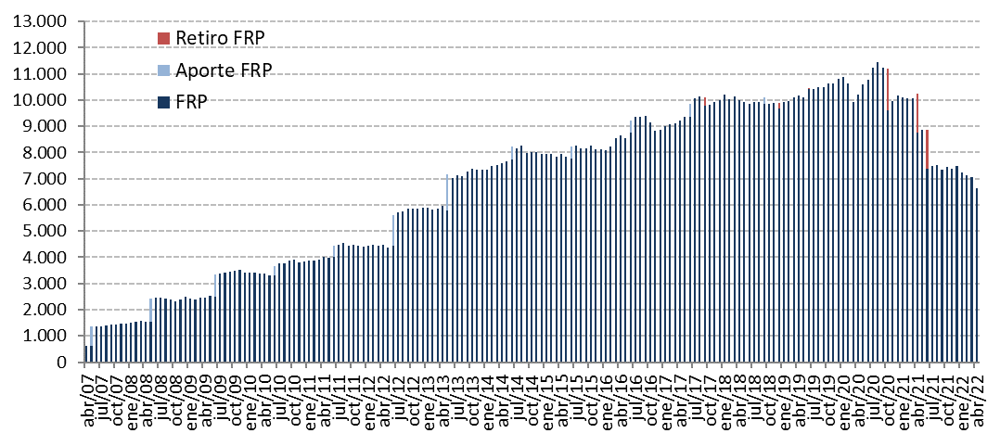 13.000
12.000
11.000
10.000
9.000
8.000
7.000
6.000
5.000
4.000
3.000
2.000
1.000
0
Retiro FRP
Aporte FRP
FRP
abr/07
jul/07
oct/07
ene/08
abr/08
jul/08
oct/08
ene/09
abr/09
jul/09
oct/09
ene/10
abr/10
jul/10
oct/10
ene/11
abr/11
jul/11
oct/11
ene/12
abr/12
jul/12
oct/12
ene/13
abr/13
jul/13
oct/13
ene/14
abr/14
jul/14
oct/14
ene/15
abr/15
jul/15
oct/15
ene/16
abr/16
jul/16
oct/16
ene/17
abr/17
jul/17
oct/17
ene/18
abr/18
jul/18
oct/18
ene/19
abr/19
jul/19
oct/19
ene/20
abr/20
jul/20
oct/20
ene/21
abr/21
jul/21
oct/21
ene/22
abr/22